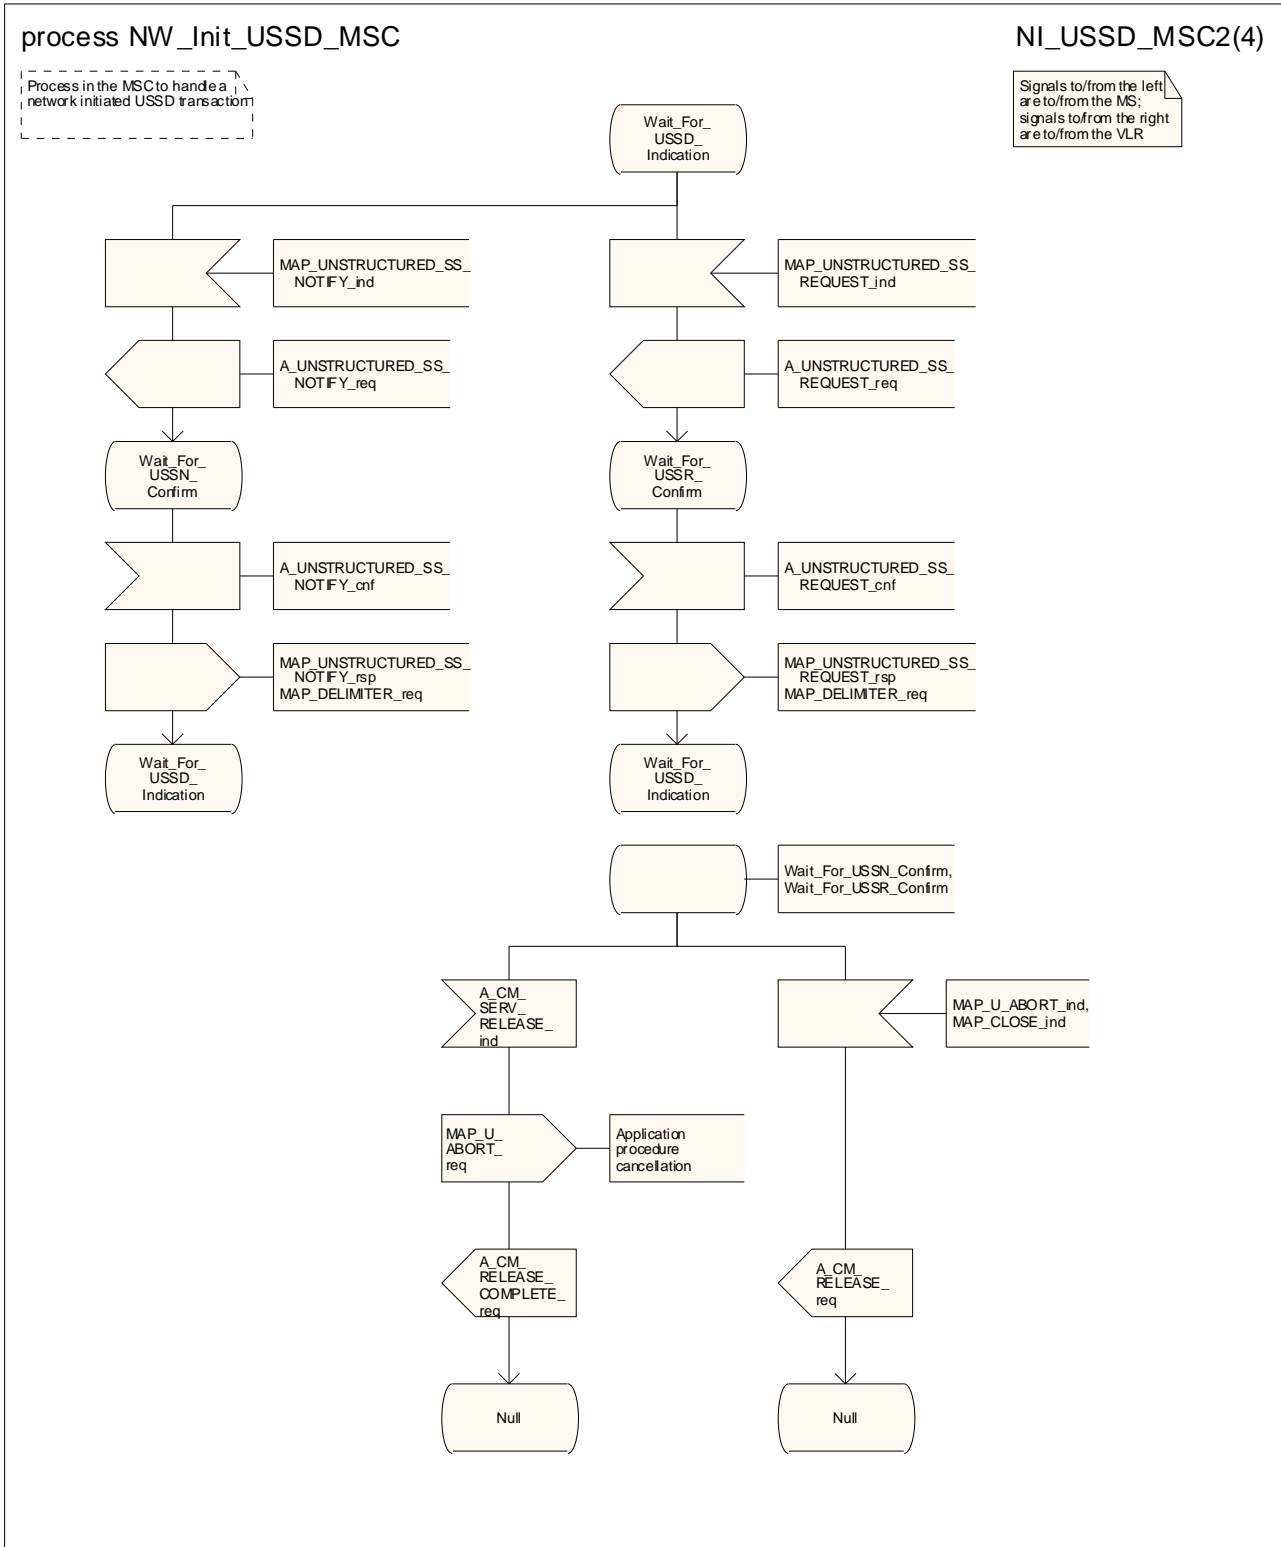 process NW_Init_USSD_MSC
NI_USSD_MSC2(4)
Process in the MSC to handle a
network initiated USSD transaction
Signals to/from the left
are to/from the MS;
signals to/from the right
are to/from the VLR
Wait_For_
USSD_
Indication
MAP_UNSTRUCTURED_SS_
NOTIFY_ind
MAP_UNSTRUCTURED_SS_
REQUEST_ind
A_UNSTRUCTURED_SS_
NOTIFY_req
A_UNSTRUCTURED_SS_
REQUEST_req
Wait_For_
USSN_
Confirm
Wait_For_
USSR_
Confirm
A_UNSTRUCTURED_SS_
NOTIFY_cnf
A_UNSTRUCTURED_SS_
REQUEST_cnf
MAP_UNSTRUCTURED_SS_
NOTIFY_rsp
MAP_DELIMITER_req
MAP_UNSTRUCTURED_SS_
REQUEST_rsp
MAP_DELIMITER_req
Wait_For_
USSD_
Indication
Wait_For_
USSD_
Indication
Wait_For_USSN_Confirm,
Wait_For_USSR_Confirm
A_CM_
SERV_
RELEASE_
ind
MAP_U_ABORT_ind,
MAP_CLOSE_ind
MAP_U_
ABORT_
req
Application
procedure
cancellation
A_CM_
RELEASE_
COMPLETE_
req
A_CM_
RELEASE_
req
Null
Null